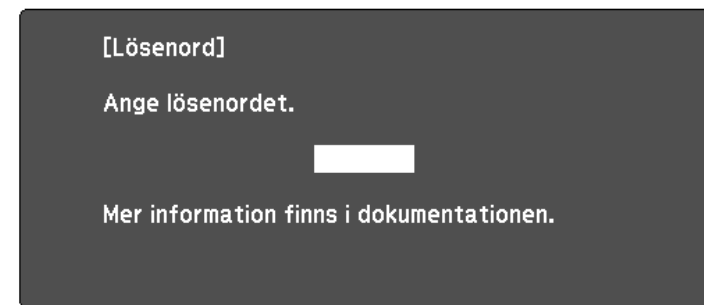 [Lösenord]
Ange lösenordet.
Mer information finns i dokumentationen.